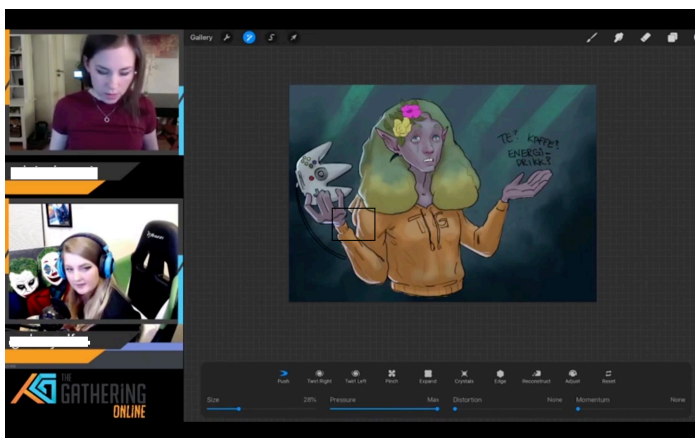 Gallery
TE? KAFFE?
ENERGI-
DRIKK?
TG
Push
Twirl Right
Twirl Left
Pinch
Expand
Crystals
Edge
Reconstruct
Adjust
Reset
Size 28% Pressure Max Distortion None Momentum None
THE
GATHERING
ONLINE